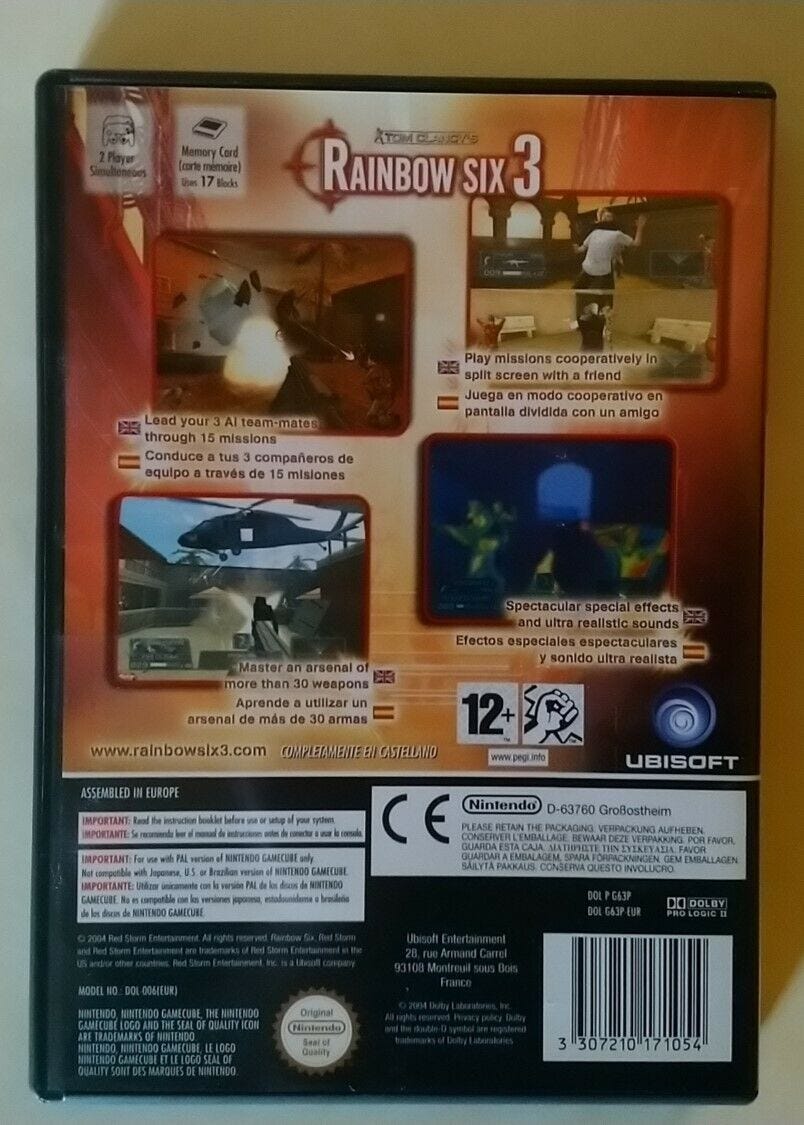 2 Player
Simultaneous
Memory Card
(carte mémoire)
Uses 17 Blocks
TOM CLANCY'S
RAINBOW SIX 3
Play missions cooperatively in
split screen with a friend
Juega en modo cooperativo en
pantalla dividida con un amigo
Lead your 3 AI team-mates
through 15 missions
Conduce a tus 3 compañeros de
equipo a través de 15 misiones
Spectacular special effects
and ultra realistic sounds
Efectos especiales espectaculares
y sonido ultra realista
Master an arsenal of
more than 30 weapons
Aprende a utilizar un
arsenal de más de 30 armas
12+
www.pegi.info
UBISOFT
www.rainbowsix3.com COMPLETAMENTE EN CASTELLANO
ASSEMBLED IN EUROPE
IMPORTANT: Read the instruction booklet before use or setup of your system.
IMPORTANTE: Se recomienda leer el manual de instrucciones antes de conectar o usar la consola.
IMPORTANT: For use with PAL version of NINTENDO GAMECUBE only.
Not compatible with Japanese, U.S. or Brazilian version of NINTENDO GAMECUBE.
IMPORTANTE: Utilizar unicamente con la versión PAL de los discos de NINTENDO
GAMECUBE. No es compatible con las versiones japonesa, estadounidense o brasileña
de los discos de NINTENDO GAMECUBE.
CE
Nintendo D-63760 Großostheim
PLEASE RETAIN THE PACKAGING. VERPACKUNG AUFHEBEN.
CONSERVER L'EMBALLAGE. BEWAAR DEZE VERPAKKING. POR FAVOR,
GUARDA ESTA CAJA. ΔΙΑΤΗΡΗΣΤΕ ΤΗΝ ΣΥΣΚΕΥΑΣΙΑ. FAVOR
GUARDAR A EMBALAGEM. SPARA FÖRPACKNINGEN. GEM EMBALLAGEN.
SÄILYTÄ PAKKAUS. CONSERVA QUESTO INVOLUCRO.
DOL P G63P
DOL G63P EUR
DOLBY
PRO LOGIC II
© 2004 Red Storm Entertainment. All rights reserved. Rainbow Six, Red Storm
and Red Storm Entertainment are trademarks of Red Storm Entertainment in the
US and/or other countries. Red Storm Entertainment, Inc. is a Ubisoft company.
MODEL NO.: DOL-006(EUR)
NINTENDO, NINTENDO GAMECUBE, THE NINTENDO
GAMECUBE LOGO AND THE SEAL OF QUALITY ICON
ARE TRADEMARKS OF NINTENDO.
NINTENDO, NINTENDO GAMECUBE, LE LOGO
NINTENDO GAMECUBE ET LE LOGO SEAL OF
QUALITY SONT DES MARQUES DE NINTENDO.
Original
Nintendo
Seal of
Quality
Ubisoft Entertainment
28, rue Armand Carrel
93108 Montreuil sous Bois
France
© 2004 Dolby Laboratories, Inc.
All rights reserved. Privacy policy. Dolby
and the double-D symbol are registered
trademarks of Dolby Laboratories.
3 307210 171054